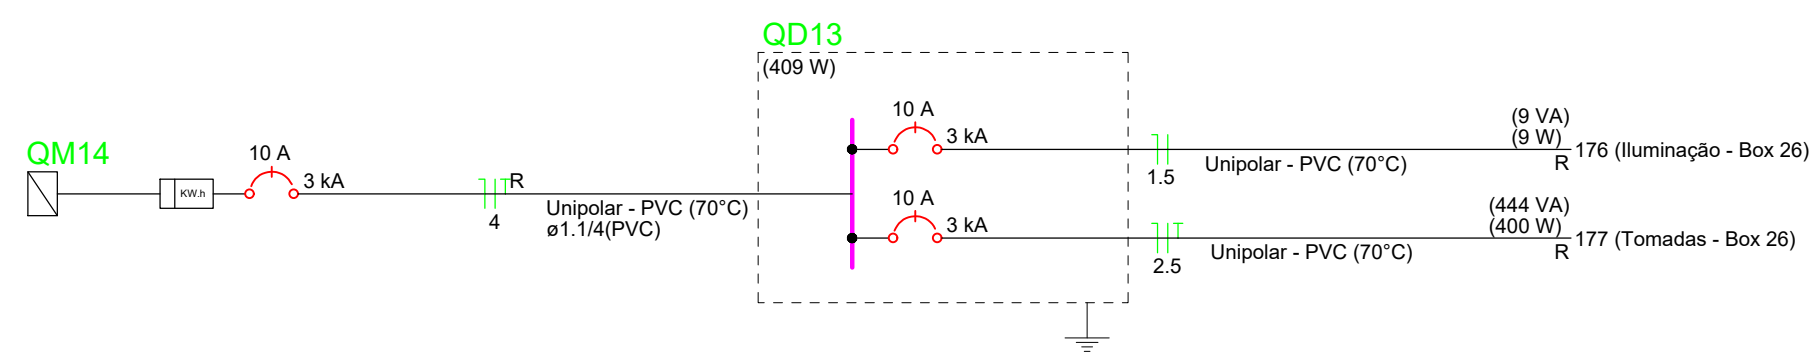 QM14
KW.h
10 A
3 kA
R
4
Unipolar - PVC (70°C)
ø1.1/4(PVC)
QD13
(409 W)
10 A
3 kA
1.5
Unipolar - PVC (70°C)
(9 VA)
(9 W)
R
176 (Iluminação - Box 26)
10 A
3 kA
2.5
Unipolar - PVC (70°C)
(444 VA)
(400 W)
R
177 (Tomadas - Box 26)